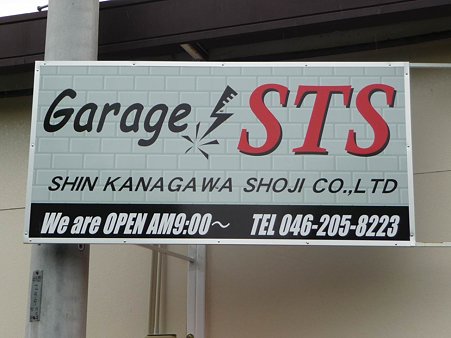 Garage STS
SHIN KANAGAWA SHOJI CO.,LTD
We are OPEN AM9:00～ TEL 046-205-8223